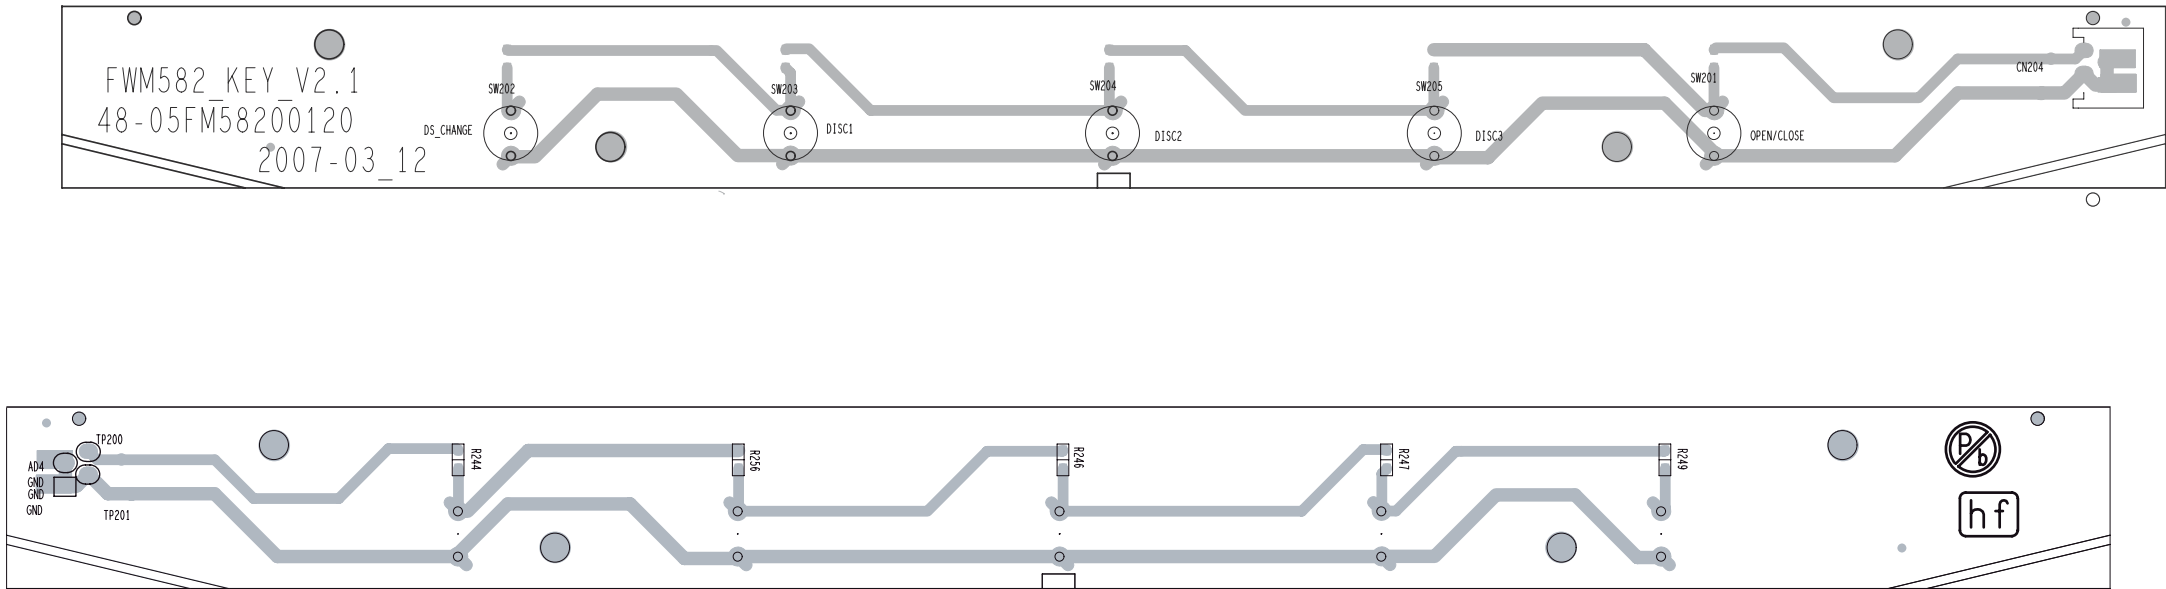 FWM582_KEY_V2.1
48-05FM58200120
2007-03_12
SW202
DS_CHANGE
SW203
DISC1
SW204
DISC2
SW205
DISC3
SW201
OPEN/CLOSE
CN204
TP200
AD4
GND
GND
GND
TP201
R244
R256
R246
R247
R249
Pb
hf